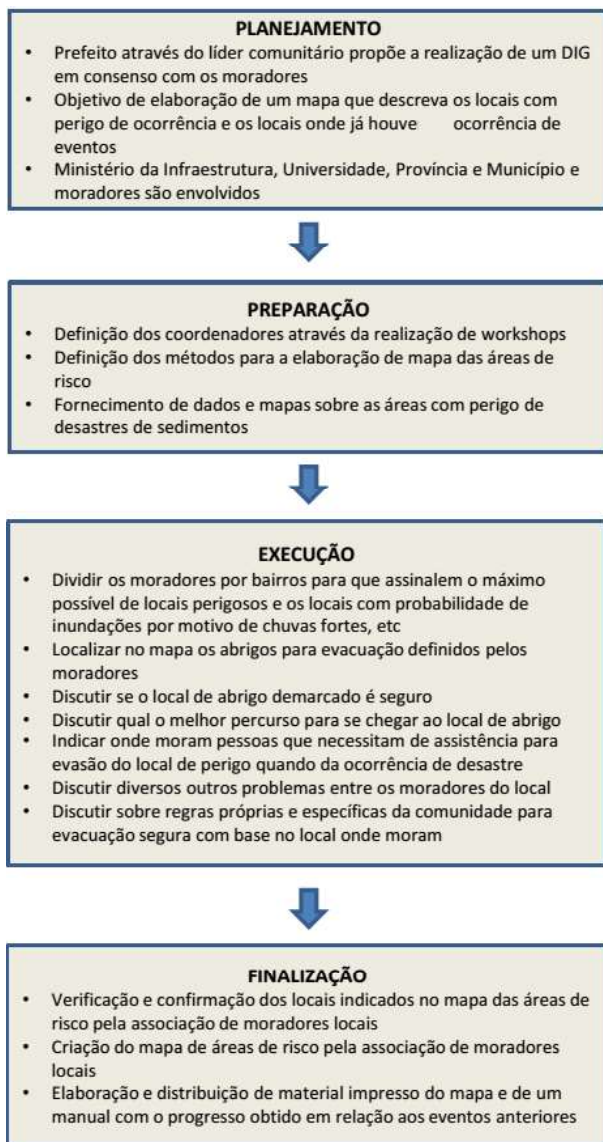 PLANEJAMENTO
• Prefeito através do líder comunitário propõe a realização de um DIG
em consenso com os moradores
• Objetivo de elaboração de um mapa que descreva os locais com
perigo de ocorrência e os locais onde já houve ocorrência de
eventos
• Ministério da Infraestrutura, Universidade, Província e Município e
moradores são envolvidos
PREPARAÇÃO
• Definição dos coordenadores através da realização de workshops
• Definição dos métodos para a elaboração de mapa das áreas de
risco
• Fornecimento de dados e mapas sobre as áreas com perigo de
desastres de sedimentos
EXECUÇÃO
• Dividir os moradores por bairros para que assinalem o máximo
possível de locais perigosos e os locais com probabilidade de
inundações por motivo de chuvas fortes, etc
• Localizar no mapa os abrigos para evacuação definidos pelos
moradores
• Discutir se o local de abrigo demarcado é seguro
• Discutir qual o melhor percurso para se chegar ao local de abrigo
• Indicar onde moram pessoas que necessitam de assistência para
evasão do local de perigo quando da ocorrência de desastre
• Discutir diversos outros problemas entre os moradores do local
• Discutir sobre regras próprias e específicas da comunidade para
evacuação segura com base no local onde moram
FINALIZAÇÃO
• Verificação e confirmação dos locais indicados no mapa das áreas de
risco pela associação de moradores locais
• Criação do mapa de áreas de risco pela associação de moradores
locais
• Elaboração e distribuição de material impresso do mapa e de um
manual com o progresso obtido em relação aos eventos anteriores